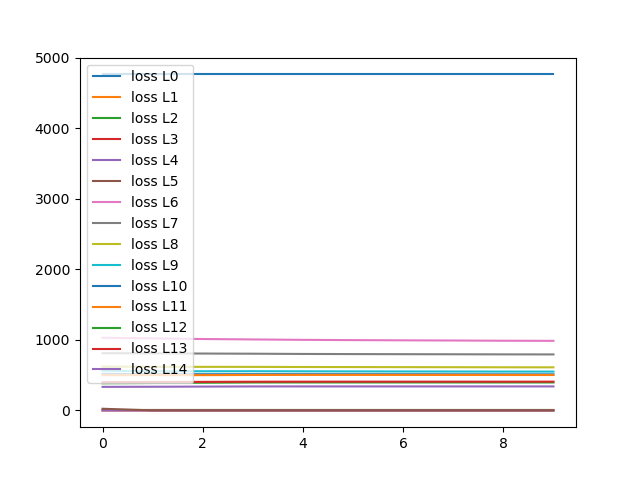 5000
4000
3000
2000
1000
0
loss L0
loss L1
loss L2
loss L3
loss L4
loss L5
loss L6
loss L7
loss L8
loss L9
loss L10
loss L11
loss L12
loss L13
loss L14
0 2 4 6 8